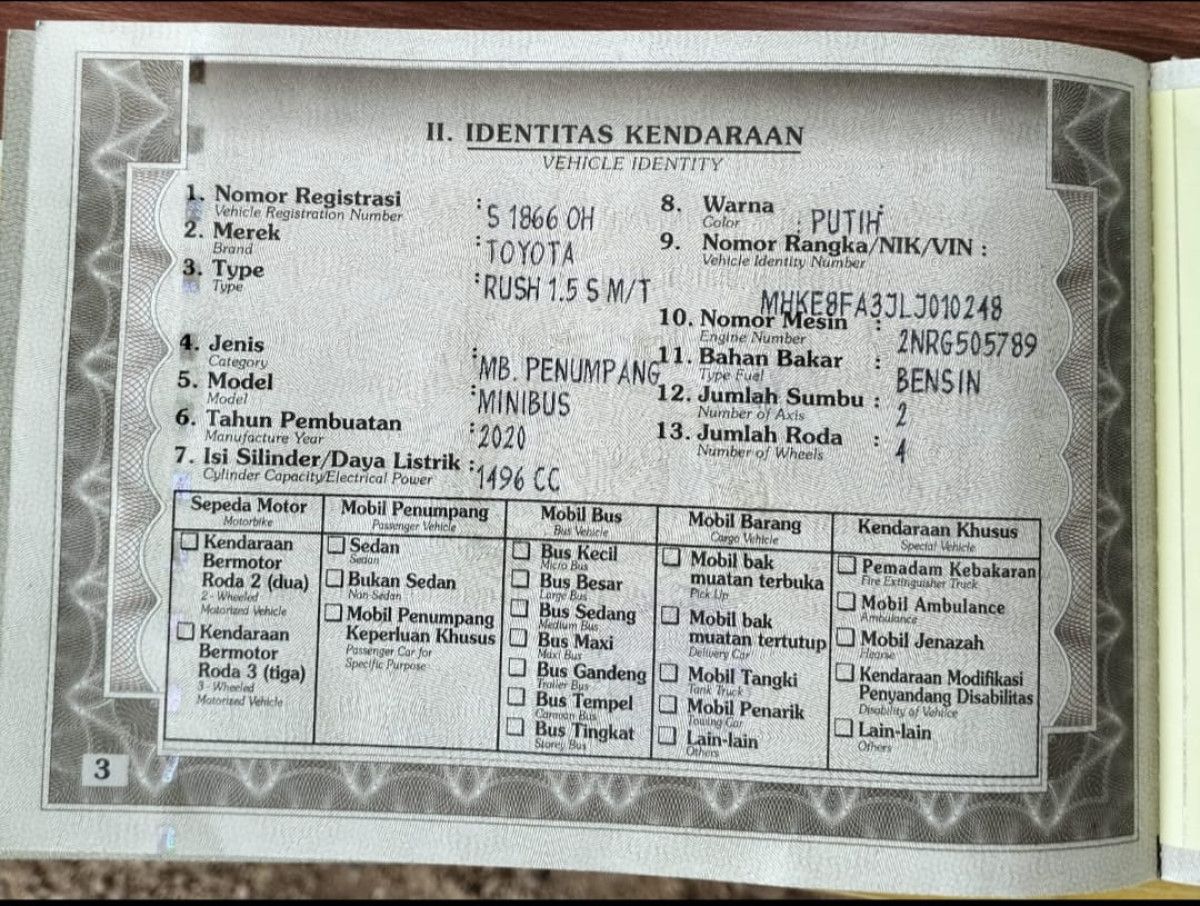 II. IDENTITAS KENDARAAN
VEHICLE IDENTITY
1. Nomor Registrasi : S 1866 OH
Vehicle Registration Number
2. Merek : TOYOTA
Brand
3. Type : RUSH 1.5 S M/T
Type
4. Jenis : MB. PENUMPANG
Category
5. Model : MINIBUS
Model
6. Tahun Pembuatan : 2020
Manufacture Year
7. Isi Silinder/Daya Listrik : 1496 CC
Cylinder Capacity/Electrical Power
8. Warna : PUTIH
Color
9. Nomor Rangka/NIK/VIN :
Vehicle Identity Number
MHKE8FA3JLJ010248
10. Nomor Mesin : 2NRG505789
Engine Number
11. Bahan Bakar : BENSIN
Type Fuel
12. Jumlah Sumbu : 2
Number of Axis
13. Jumlah Roda : 4
Number of Wheels
Sepeda Motor
Motorbike
Kendaraan
Bermotor
Roda 2 (dua)
2 - Wheeled
Motorized Vehicle
Kendaraan
Bermotor
Roda 3 (tiga)
3 - Wheeled
Motorized Vehicle
Mobil Penumpang
Passenger Vehicle
Sedan
Sedan
Bukan Sedan
Non Sedan
Mobil Penumpang
Keperluan Khusus
Passenger Car for
Specific Purpose
Mobil Bus
Bus Vehicle
Bus Kecil
Micro Bus
Bus Besar
Large Bus
Bus Sedang
Medium Bus
Bus Maxi
Maxi Bus
Bus Gandeng
Trailer Bus
Bus Tempel
Caravan Bus
Bus Tingkat
Storey Bus
Mobil Barang
Cargo Vehicle
Mobil bak
muatan terbuka
Pick Up
Mobil bak
muatan tertutup
Delivery Car
Mobil Tangki
Tank Truck
Mobil Penarik
Towing Car
Lain-lain
Others
Kendaraan Khusus
Special Vehicle
Pemadam Kebakaran
Fire Extinguisher Truck
Mobil Ambulance
Ambulance
Mobil Jenazah
Hearse
Kendaraan Modifikasi
Penyandang Disabilitas
Disability of Vehilce
Lain-lain
Others
3